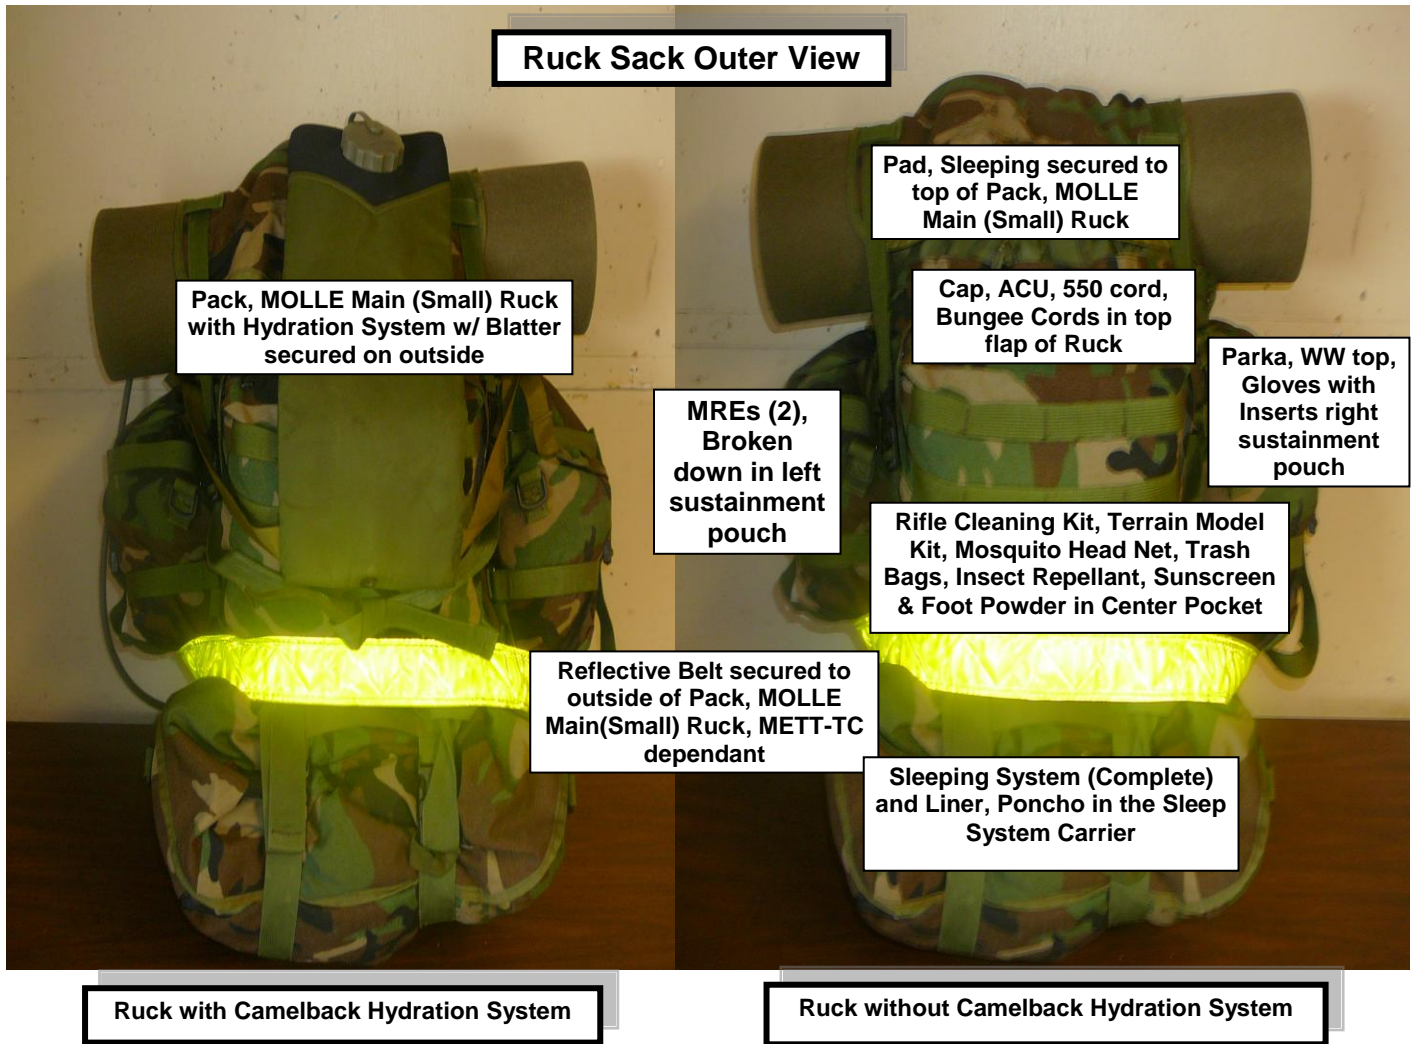 Ruck Sack Outer View
Pack, MOLLE Main (Small) Ruck
with Hydration System w/ Blatter
secured on outside
Pad, Sleeping secured to
top of Pack, MOLLE
Main (Small) Ruck
Cap, ACU, 550 cord,
Bungee Cords in top
flap of Ruck
Parka, WW top,
Gloves with
Inserts right
sustainment
pouch
MREs (2),
Broken
down in left
sustainment
pouch
Rifle Cleaning Kit, Terrain Model
Kit, Mosquito Head Net, Trash
Bags, Insect Repellant, Sunscreen
& Foot Powder in Center Pocket
Reflective Belt secured to
outside of Pack, MOLLE
Main(Small) Ruck, METT-TC
dependant
Sleeping System (Complete)
and Liner, Poncho in the Sleep
System Carrier
Ruck with Camelback Hydration System
Ruck without Camelback Hydration System